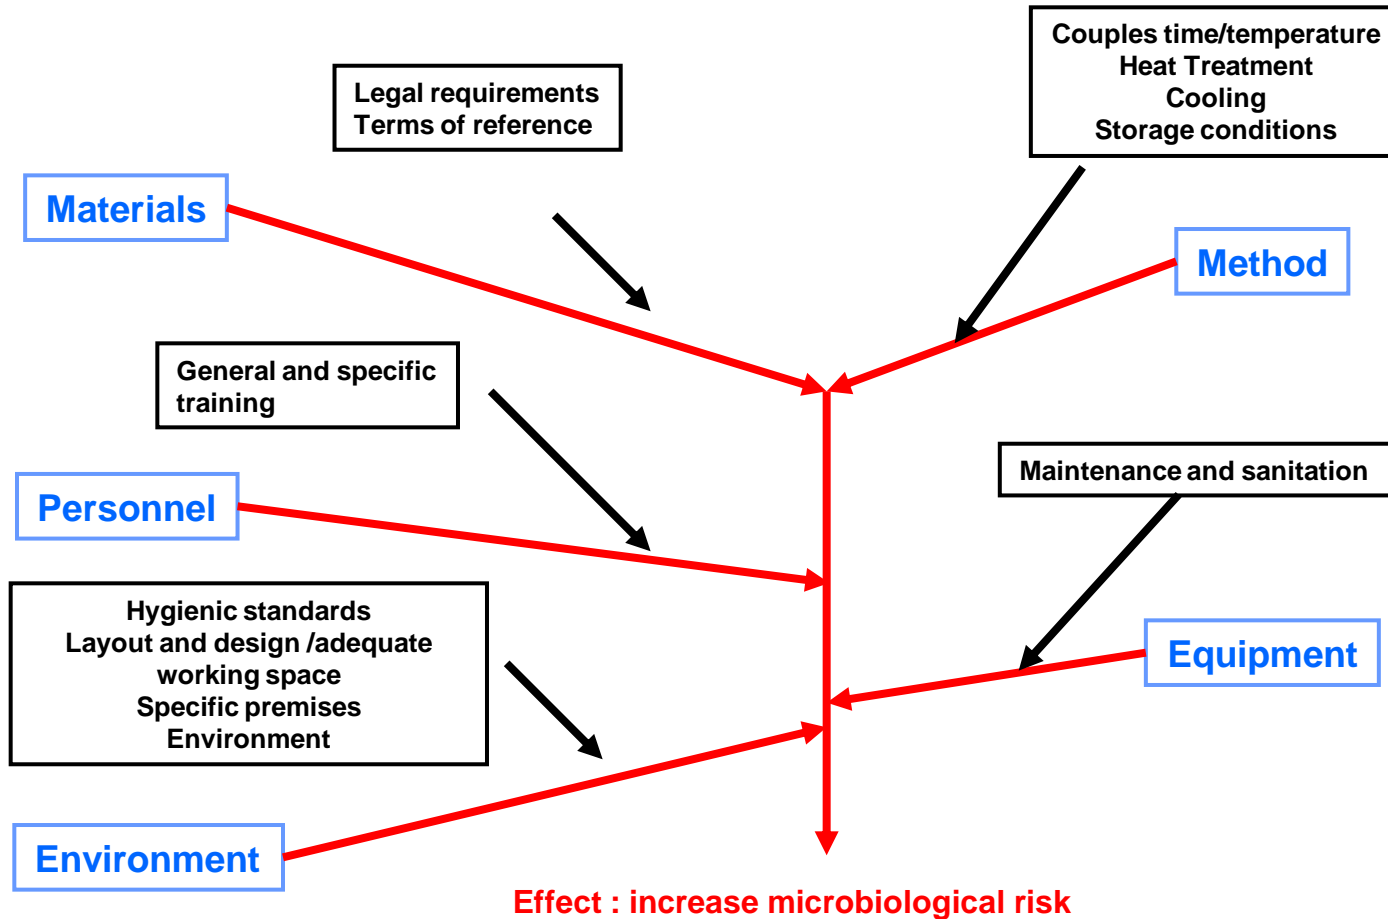 Couples time/temperature
Heat Treatment
Cooling
Storage conditions
Legal requirements
Terms of reference
Materials
Method
General and specific
training
Maintenance and sanitation
Personnel
Hygienic standards
Layout and design /adequate
working space
Specific premises
Environment
Equipment
Environment
Effect : increase microbiological risk